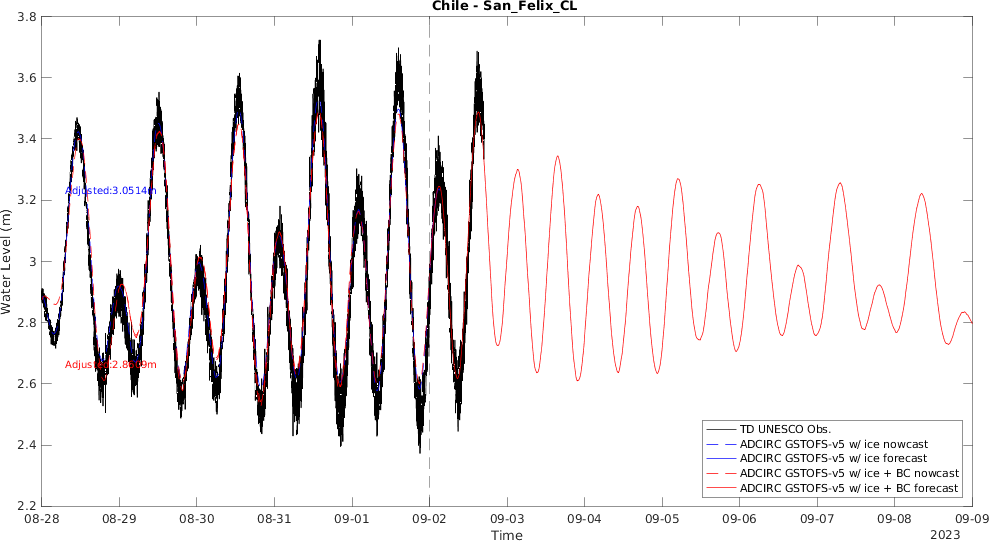 Chile - San_Felix_CL
Water Level (m)
3.8
3.6
3.4
3.2
3
2.8
2.6
2.4
2.2
Adjusted:3.0514m
TD UNESCO Obs.
ADCIRC GSTOFS-v5 w/ ice nowcast
ADCIRC GSTOFS-v5 w/ ice forecast
ADCIRC GSTOFS-v5 w/ ice + BC nowcast
ADCIRC GSTOFS-v5 w/ ice + BC forecast
08-28
08-29
08-30
08-31
09-01
09-02
09-03
09-04
09-05
09-06
09-07
09-08
09-09
Time
2023